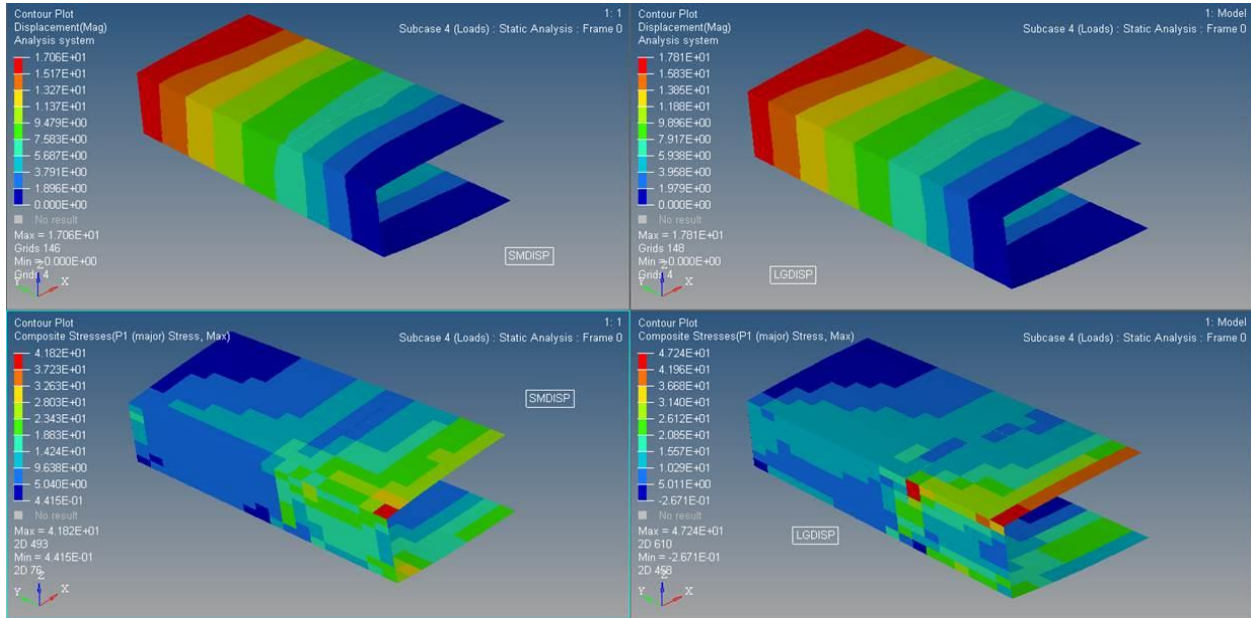 Contour Plot
Displacement(Mag)
Analysis system
1: 1
Subcase 4 (Loads) : Static Analysis : Frame 0
1.706E+01
1.517E+01
1.327E+01
1.137E+01
9.479E+00
7.583E+00
5.687E+00
3.791E+00
1.896E+00
0.000E+00
No result
Max = 1.706E+01
Grids 146
Min = 0.000E+00
Grids 4
Z
Y
X
SMDISP
Contour Plot
Displacement(Mag)
Analysis system
1: Model
Subcase 4 (Loads) : Static Analysis : Frame 0
1.781E+01
1.583E+01
1.385E+01
1.188E+01
9.896E+00
7.917E+00
5.938E+00
3.958E+00
1.979E+00
0.000E+00
No result
Max = 1.781E+01
Grids 148
Min = 0.000E+00
Grids 4
Z
Y
X
LGDISP
Contour Plot
Composite Stresses(P1 (major) Stress, Max)
1: 1
Subcase 4 (Loads) : Static Analysis : Frame 0
4.182E+01
3.723E+01
3.263E+01
2.803E+01
2.343E+01
1.883E+01
1.424E+01
9.638E+00
5.040E+00
4.415E-01
No result
Max = 4.182E+01
2D 493
Min = 4.415E-01
2D 76
Z
Y
X
SMDISP
Contour Plot
Composite Stresses(P1 (major) Stress, Max)
1: Model
Subcase 4 (Loads) : Static Analysis : Frame 0
4.724E+01
4.196E+01
3.668E+01
3.140E+01
2.612E+01
2.085E+01
1.557E+01
1.029E+01
5.011E+00
-2.671E-01
No result
Max = 4.724E+01
2D 610
Min = -2.671E-01
2D 458
Z
Y
X
LGDISP